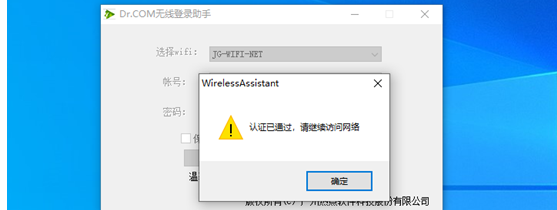 Dr.COM无线登录助手
选择wifi:
JG-WIFI-NET
WirelessAssistant
帐号:
认证已通过，请继续访问网络
密码:
确定
版权所有(C) 广州热点软件科技股份有限公司